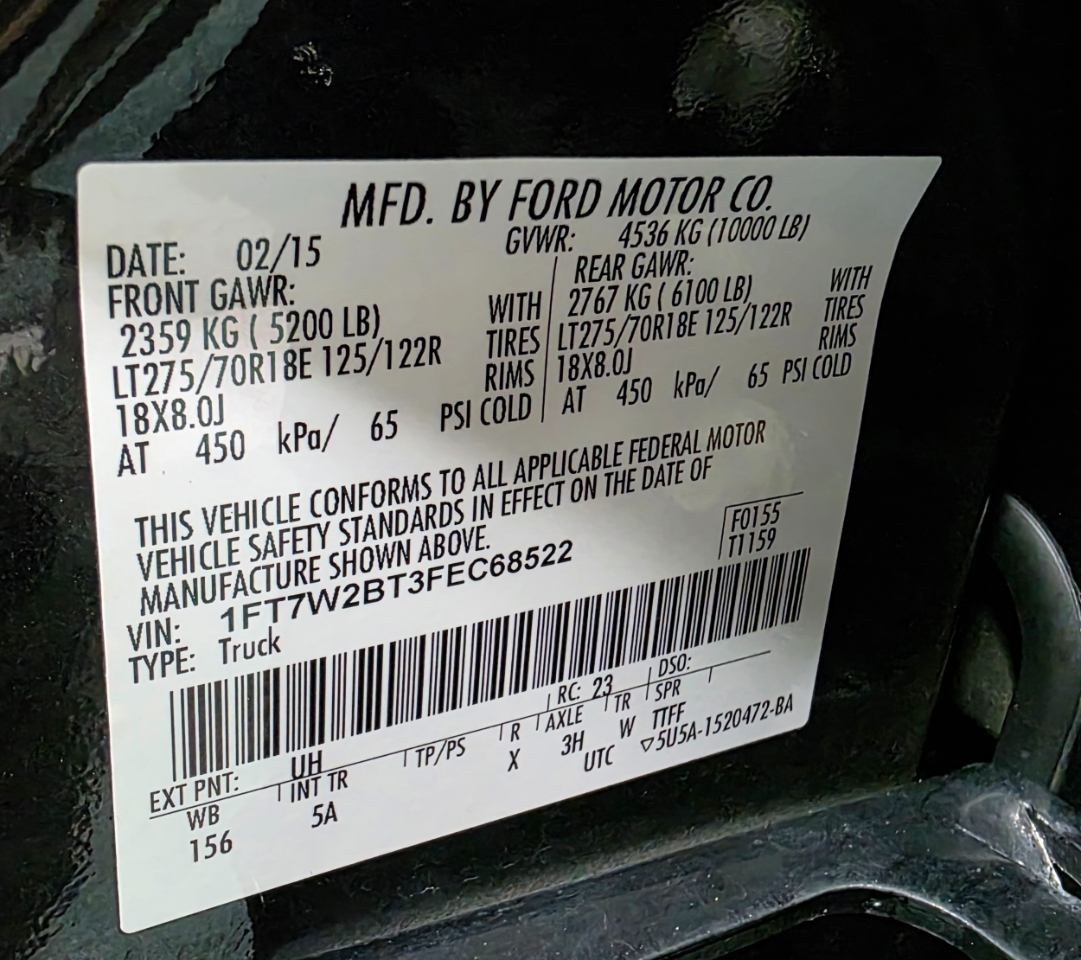 MFD. BY FORD MOTOR CO.
DATE: 02/15 GVWR: 4536 KG (10000 LB)
FRONT GAWR: REAR GAWR:
2359 KG ( 5200 LB) WITH 2767 KG ( 6100 LB) WITH
LT275/70R18E 125/122R TIRES LT275/70R18E 125/122R TIRES
18X8.0J RIMS 18X8.0J RIMS
AT 450 kPa/ 65 PSI COLD AT 450 kPa/ 65 PSI COLD
THIS VEHICLE CONFORMS TO ALL APPLICABLE FEDERAL MOTOR
VEHICLE SAFETY STANDARDS IN EFFECT ON THE DATE OF
MANUFACTURE SHOWN ABOVE.
F0155
T1159
VIN: 1FT7W2BT3FEC68522
TYPE: Truck
EXT PNT: UH RC: 23 DSO:
WB INT TR TP/PS R AXLE TR SPR
156 5A X 3H W TTFF
UTC ▽5U5A-1520472-BA